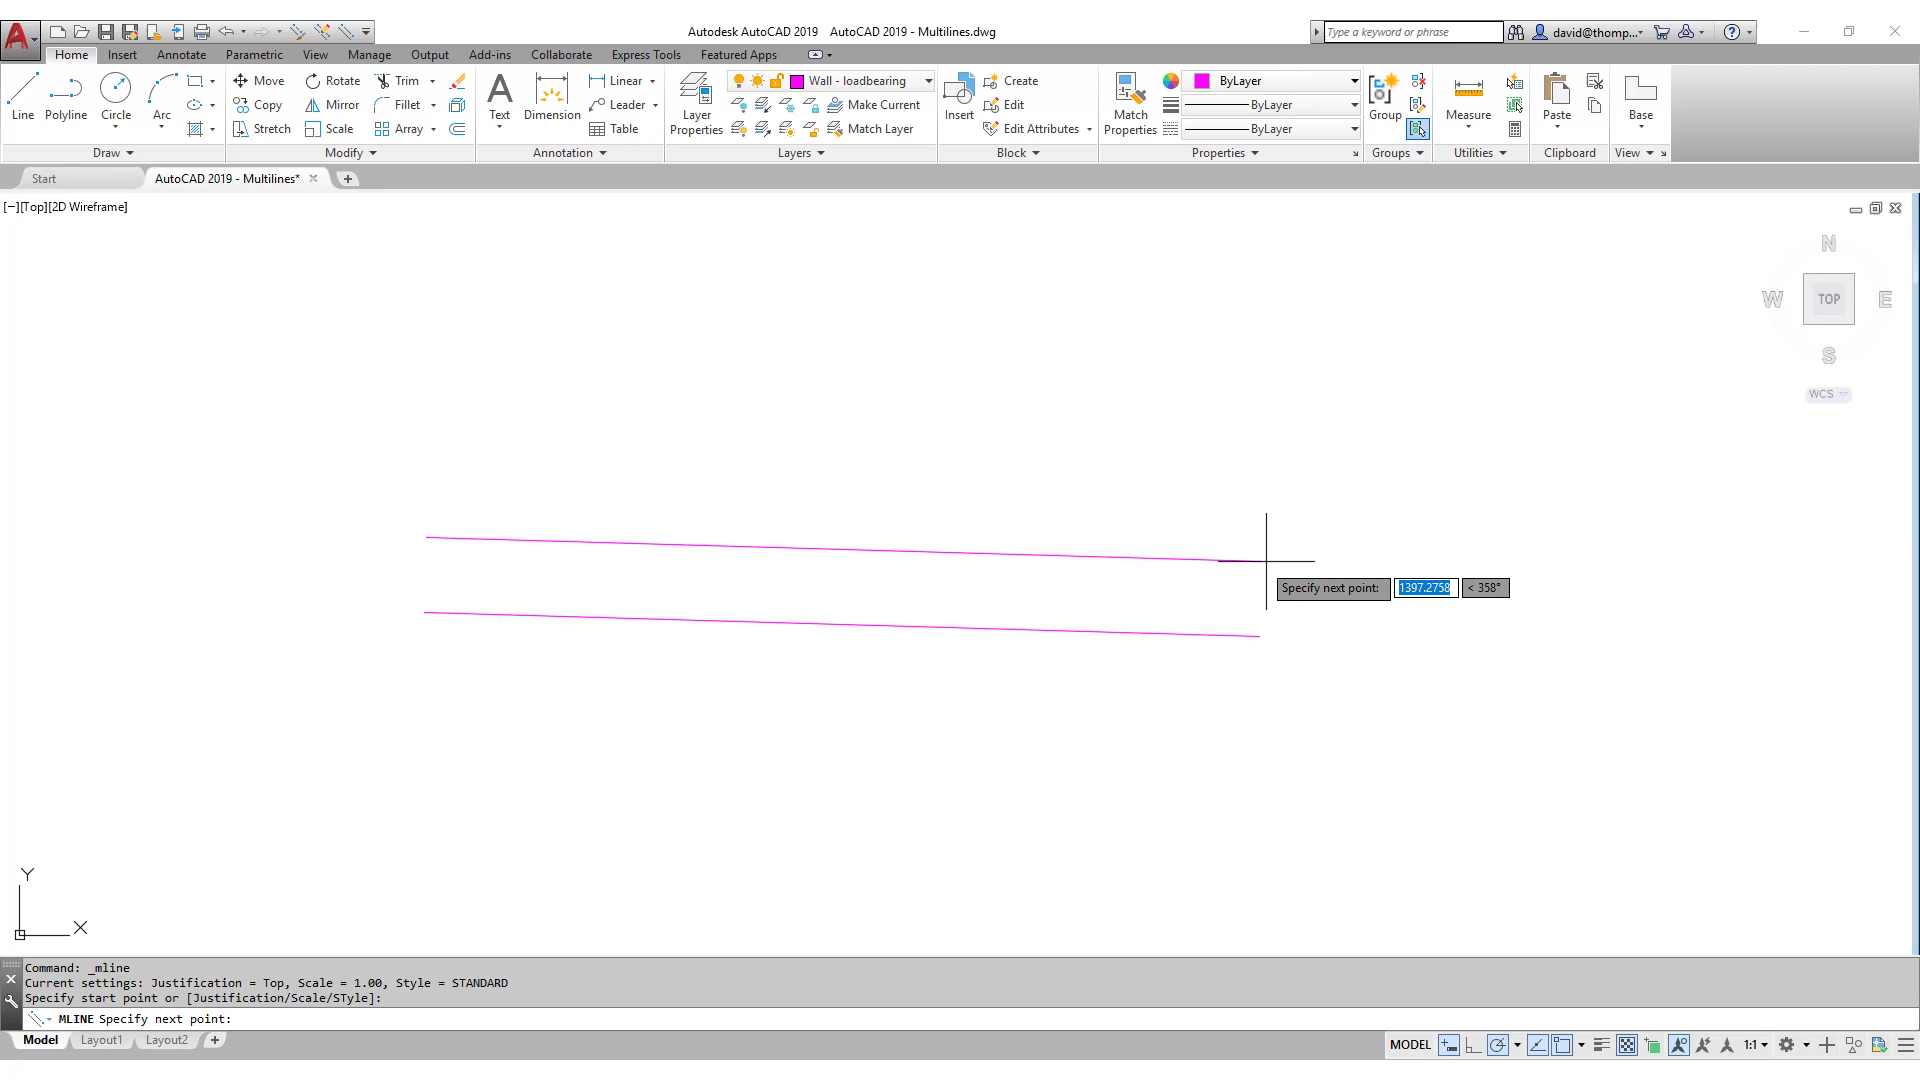 Autodesk AutoCAD 2019 AutoCAD 2019 - Multilines.dwg
Type a keyword or phrase
david@thomp...
Home Insert Annotate Parametric View Manage Output Add-ins Collaborate Express Tools Featured Apps
Line Polyline Circle Arc
Move Rotate Trim
Copy Mirror Fillet
Stretch Scale Array
Text Dimension
Linear
Leader
Table
Layer
Properties
Wall - loadbearing
Make Current
Match Layer
Insert
Create
Edit
Edit Attributes
Match
Properties
ByLayer
ByLayer
ByLayer
Group
Measure
Paste
Base
Draw Modify Annotation Layers Block Properties Groups Utilities Clipboard View
Start AutoCAD 2019 - Multilines*
[−][Top][2D Wireframe]
N
W TOP E
S
WCS
Specify next point: 1397.2758 < 358°
Y
X
Command: _mline
Current settings: Justification = Top, Scale = 1.00, Style = STANDARD
Specify start point or [Justification/Scale/STyle]:
MLINE Specify next point:
Model Layout1 Layout2
MODEL 1:1